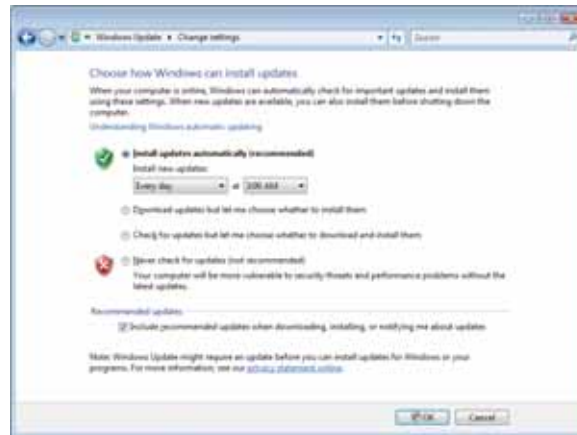 Windows Update ▸ Change settings
Search
Choose how Windows can install updates
When your computer is online, Windows can automatically check for important updates and install them
using these settings. When new updates are available, you can also install them before shutting down the
computer.
Understanding Windows automatic updating
Install updates automatically (recommended)
Install new updates:
Every day at 3:00 AM
Download updates but let me choose whether to install them
Check for updates but let me choose whether to download and install them
Never check for updates (not recommended)
Your computer will be more vulnerable to security threats and performance problems without the
latest updates.
Recommended updates
Include recommended updates when downloading, installing, or notifying me about updates
Note: Windows Update might require an update before you can install updates for Windows or your
programs. For more information, see our privacy statement online.
OK Cancel